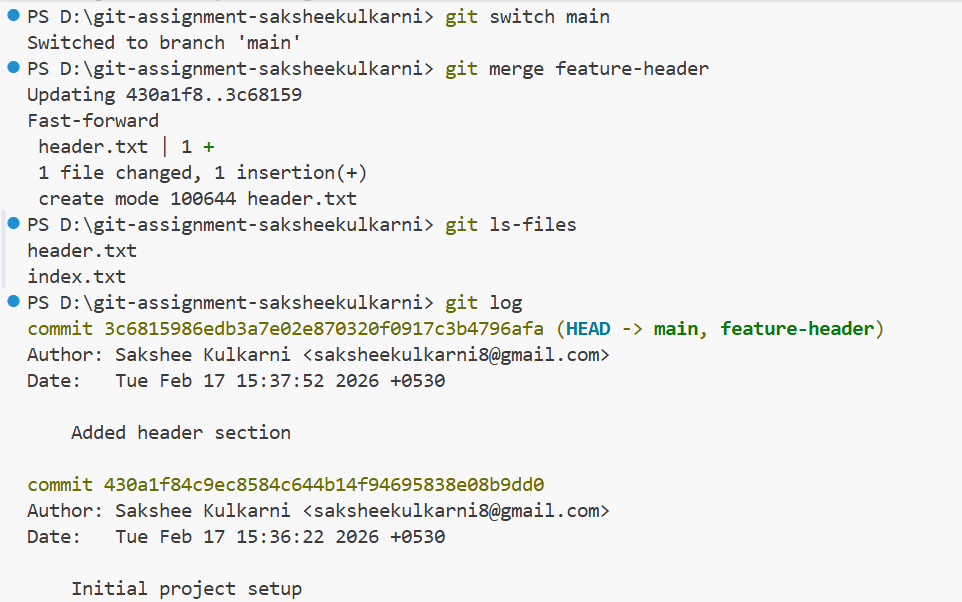 PS D:\git-assignment-saksheekulkarni> git switch main
Switched to branch 'main'
PS D:\git-assignment-saksheekulkarni> git merge feature-header
Updating 430a1f8..3c68159
Fast-forward
 header.txt | 1 +
 1 file changed, 1 insertion(+)
 create mode 100644 header.txt
PS D:\git-assignment-saksheekulkarni> git ls-files
header.txt
index.txt
PS D:\git-assignment-saksheekulkarni> git log
commit 3c6815986edb3a7e02e870320f0917c3b4796afa (HEAD -> main, feature-header)
Author: Sakshee Kulkarni <saksheekulkarni8@gmail.com>
Date:   Tue Feb 17 15:37:52 2026 +0530

    Added header section

commit 430a1f84c9ec8584c644b14f94695838e08b9dd0
Author: Sakshee Kulkarni <saksheekulkarni8@gmail.com>
Date:   Tue Feb 17 15:36:22 2026 +0530

    Initial project setup